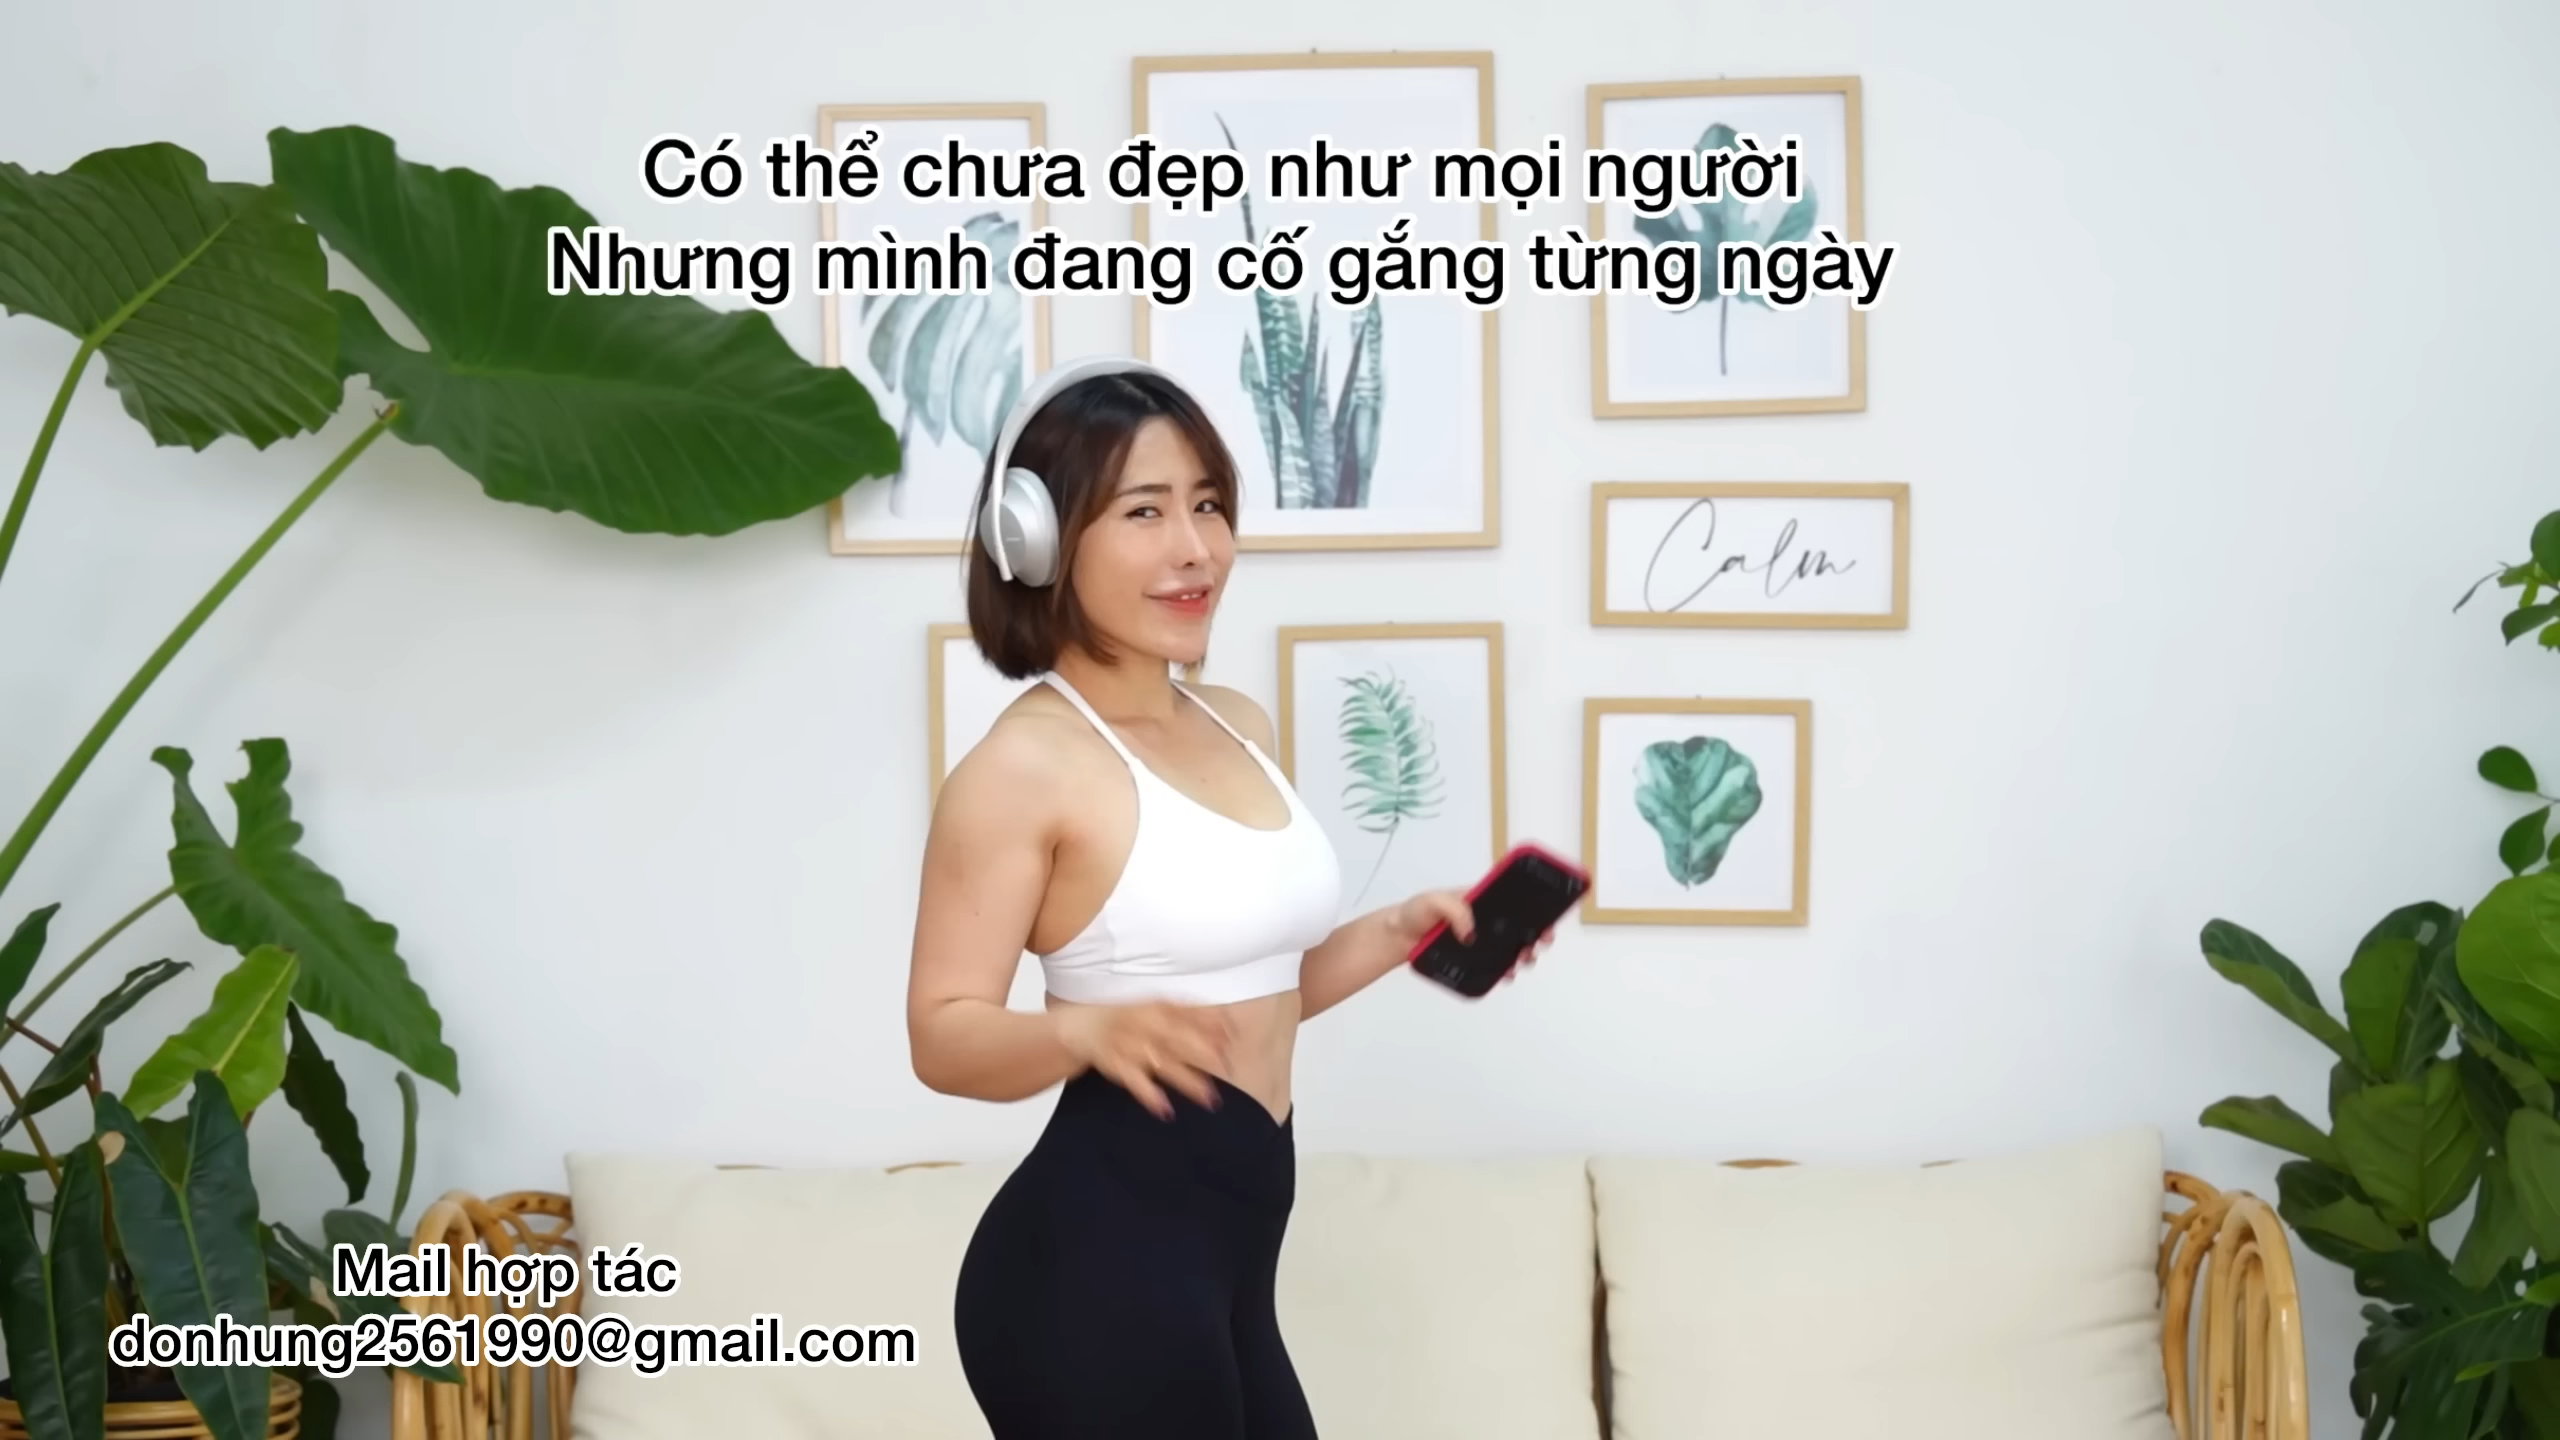 Có thể chưa đẹp như mọi người
Nhưng mình đang cố gắng từng ngày
Calm
Mail hợp tác
donhung2561990@gmail.com